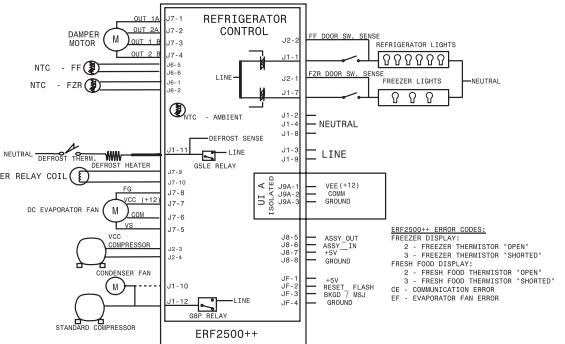 REFRIGERATOR
CONTROL
OUT 1A J7-1
OUT 2A J7-2
DAMPER
MOTOR
M
OUT 1 B J7-3
OUT 2 B J7-4
NTC - FF
J6-5
J6-6
NTC - FZR
J6-1
J6-2
NTC - AMBIENT
LINE
J2-2 FF DOOR SW. SENSE
REFRIGERATOR LIGHTS
J1-1
J2-1 FZR DOOR SW. SENSE
FREEZER LIGHTS
NEUTRAL
J1-7
J1-2
J1-4 NEUTRAL
J1-8
J1-3
J1-9 LINE
DEFROST SENSE
NEUTRAL
DEFROST THERM.
DEFROST HEATER
J1-11
LINE
G5LE RELAY
ER RELAY COIL
J7-9
J7-10
FG J7-8
VCC (+12) J7-7
DC EVAPORATOR FAN
M
COM J7-6
VS J7-5
UI A
ISOLATED
J9A-1 VEE (+12)
J9A-2 COMM
J9A-3 GROUND
VCC
COMPRESSOR
J2-3
J2-4
J8-5 ASSY_OUT
J8-6 ASSY__IN
J8-7 +5V
J8-8 GROUND
CONDENSER FAN
M
J1-10
JF-1 +5V
JF-2 RESET_ FLASH
JF-3 BKGD / MSJ
JF-4 GROUND
J1-12
LINE
G8P RELAY
STANDARD COMPRESSOR
ERF2500++
ERF2500++ ERROR CODES:
FREEZER DISPLAY:
2 - FREEZER THERMISTOR "OPEN"
3 - FREEZER THERMISTOR "SHORTED"
FRESH FOOD DISPLAY:
2 - FRESH FOOD THERMISTOR "OPEN"
3 - FRESH FOOD THERMISTOR "SHORTED"
CE - COMMUNICATION ERROR
EF - EVAPORATOR FAN ERROR